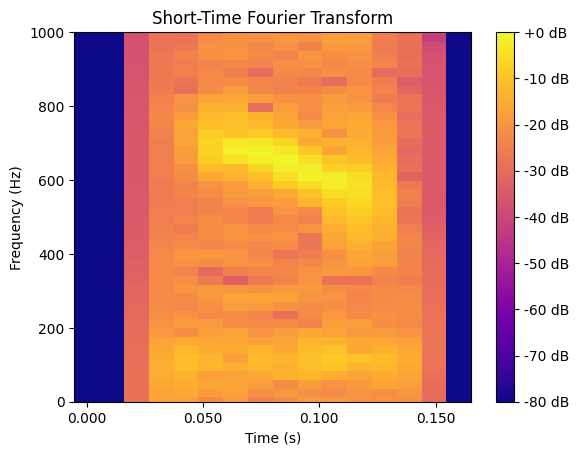 Short-Time Fourier Transform
1000
800
600
400
200
0
Frequency (Hz)
0.000
0.050
0.100
0.150
Time (s)
+0 dB
-10 dB
-20 dB
-30 dB
-40 dB
-50 dB
-60 dB
-70 dB
-80 dB